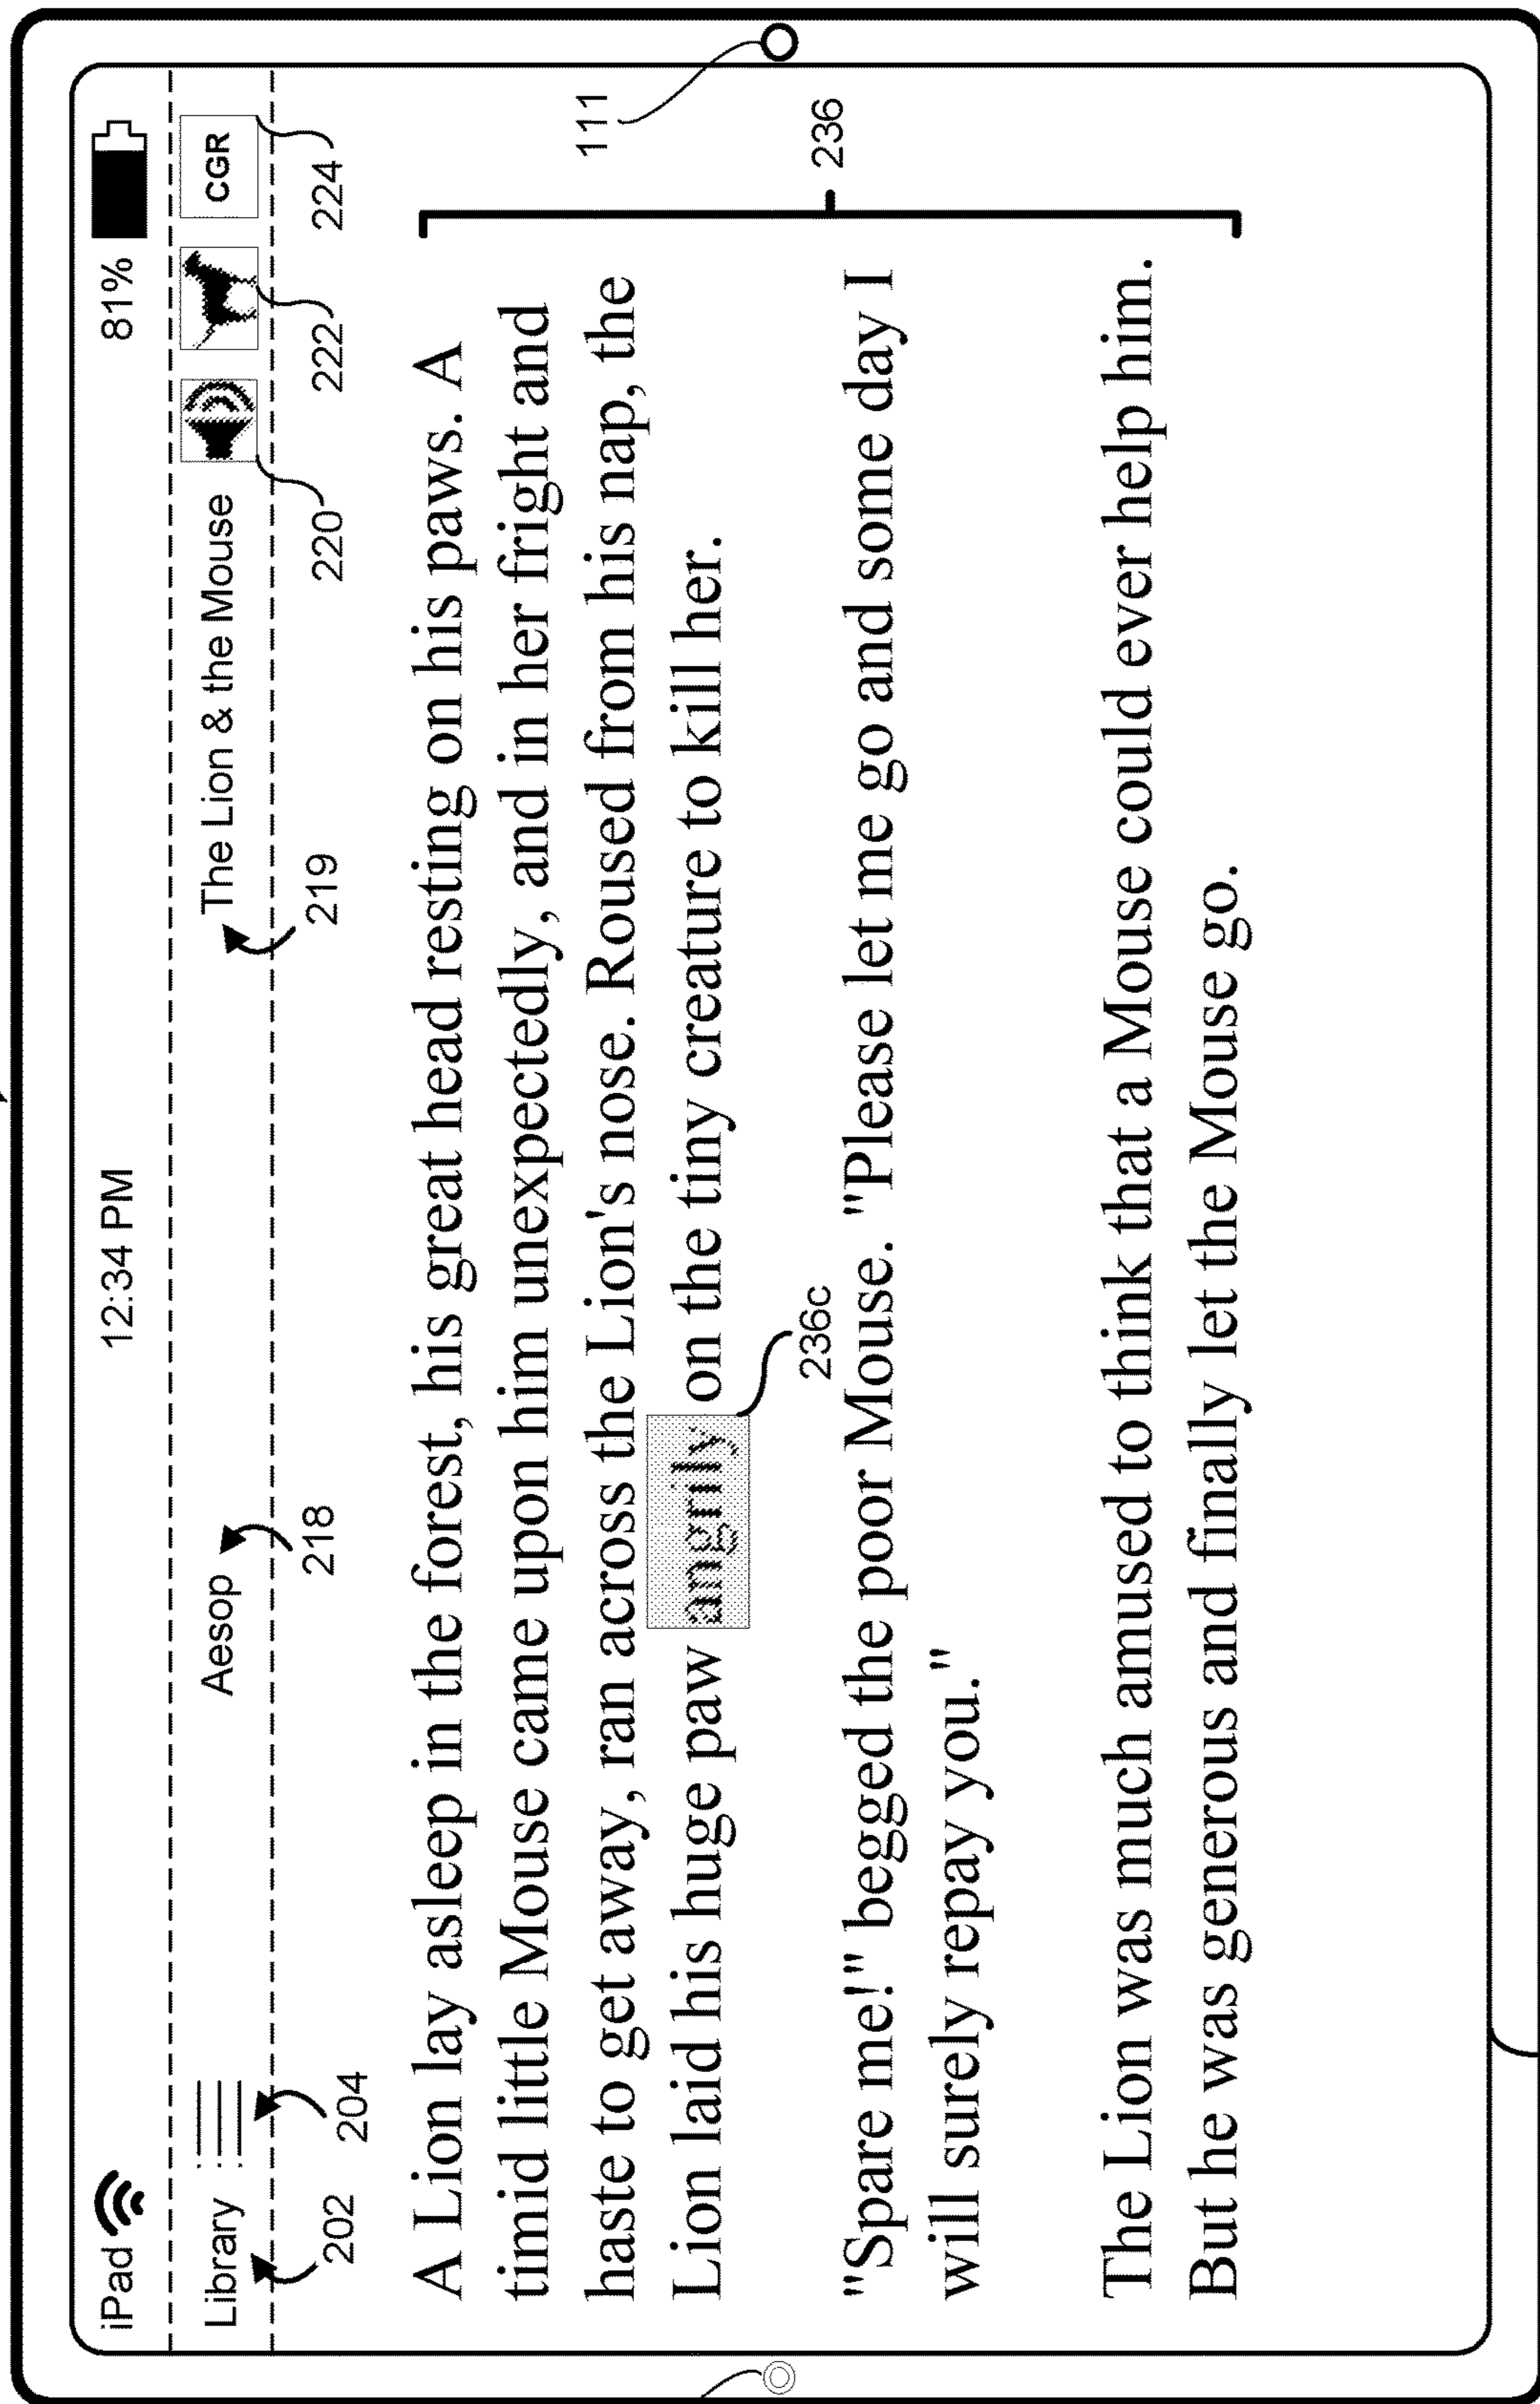 iPad 12:34 PM 81%
Library Aesop The Lion & the Mouse CGR
202 204 218 219 220 222 224
A Lion lay asleep in the forest, his great head resting on his paws. A
timid little Mouse came upon him unexpectedly, and in her fright and
haste to get away, ran across the Lion's nose. Roused from his nap, the
Lion laid his huge paw angrily on the tiny creature to kill her.
236c
"Spare me!" begged the poor Mouse. "Please let me go and some day I
will surely repay you."
The Lion was much amused to think that a Mouse could ever help him.
But he was generous and finally let the Mouse go.
111
236